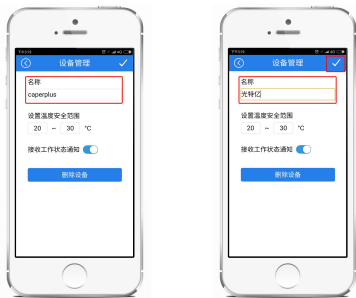 设备管理
名称
caperplus
设置温度安全范围
20 ~ 30 °C
接收工作状态通知
删除设备
设备管理
名称
光特亿
设置温度安全范围
20 ~ 30 °C
接收工作状态通知
删除设备